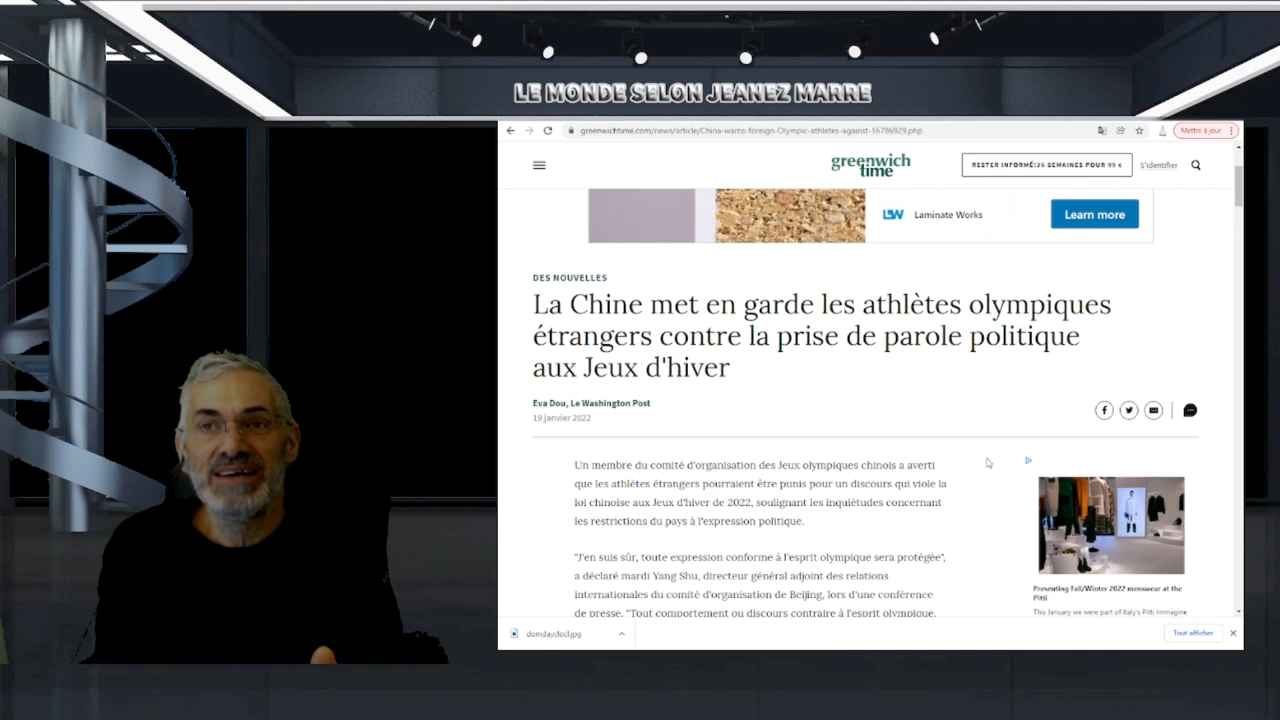 LE MONDE SELON JEANEZ MARRE
greenwichtime.com/news/article/China-warns-foreign-Olympic-athletes-against-16786929.php
Mettre à jour
greenwich
time
RESTER INFORMÉ:26 SEMAINES POUR 99 ¢
S'identifier
LW
Laminate Works
Learn more
DES NOUVELLES
La Chine met en garde les athlètes olympiques
étrangers contre la prise de parole politique
aux Jeux d'hiver
Eva Dou, Le Washington Post
19 janvier 2022
Un membre du comité d'organisation des Jeux olympiques chinois a averti
que les athlètes étrangers pourraient être punis pour un discours qui viole la
loi chinoise aux Jeux d'hiver de 2022, soulignant les inquiétudes concernant
les restrictions du pays à l'expression politique.
"J'en suis sûr, toute expression conforme à l'esprit olympique sera protégée",
a déclaré mardi Yang Shu, directeur général adjoint des relations
internationales du comité d'organisation de Beijing, lors d'une conférence
de presse. "Tout comportement ou discours contraire à l'esprit olympique,
Presenting Fall/Winter 2022 menswear at the
Pitti
This January we were part of Italy's Pitti Immagine
domdayclocl.jpg
Tout afficher